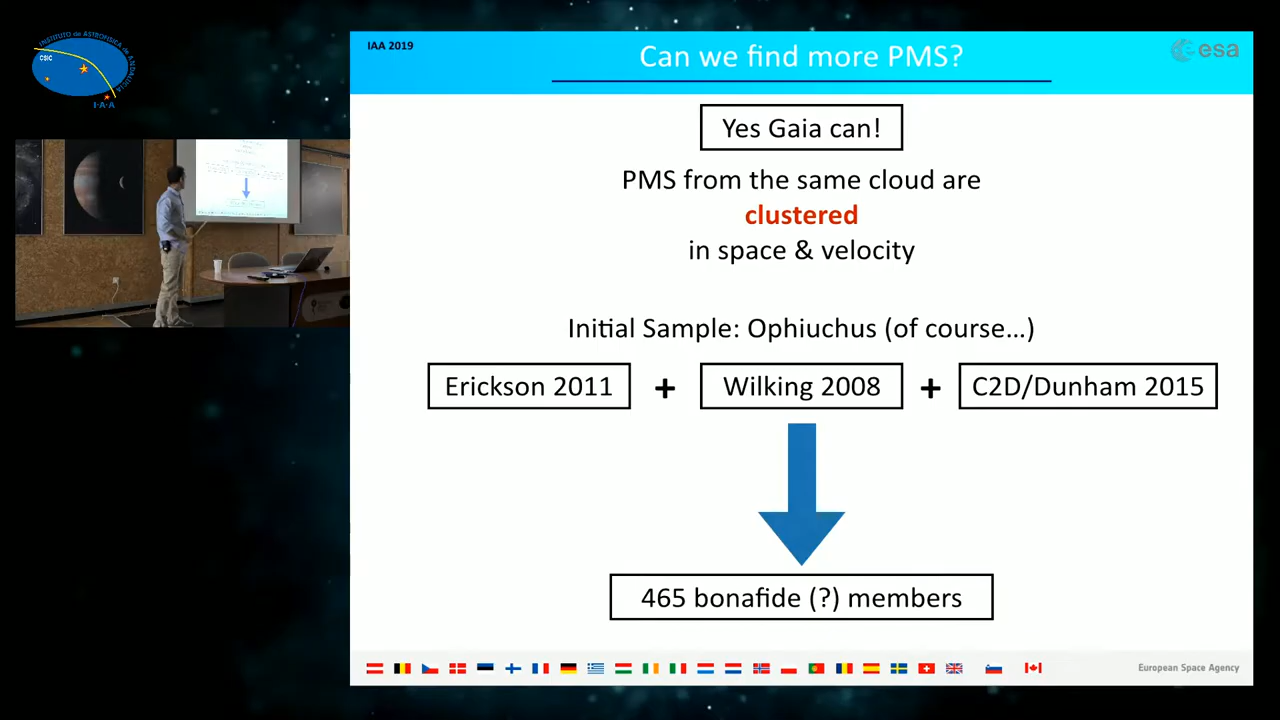 INSTITUTO de ASTROFÍSICA de ANDALUCÍA
CSIC
I·A·A
IAA 2019
Can we find more PMS?
esa
Yes Gaia can!
PMS from the same cloud are
clustered
in space & velocity
Initial Sample: Ophiuchus (of course...)
Erickson 2011 + Wilking 2008 + C2D/Dunham 2015
465 bonafide (?) members
European Space Agency